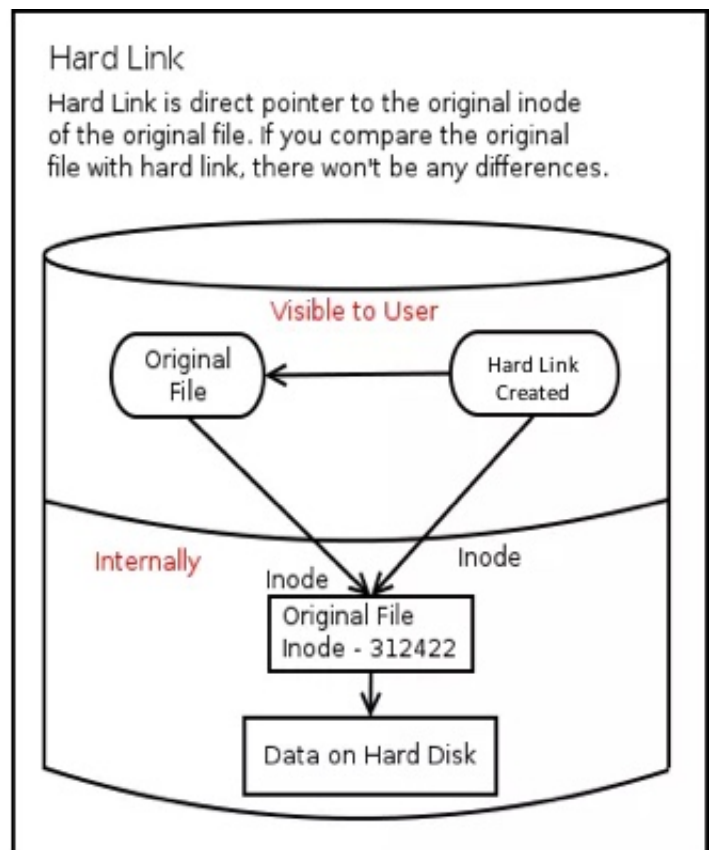 Hard Link
Hard Link is direct pointer to the original inode
of the original file. If you compare the original
file with hard link, there won't be any differences.
Visible to User
Original
File
Hard Link
Created
Internally
Inode
Inode
Original File
Inode - 312422
Data on Hard Disk